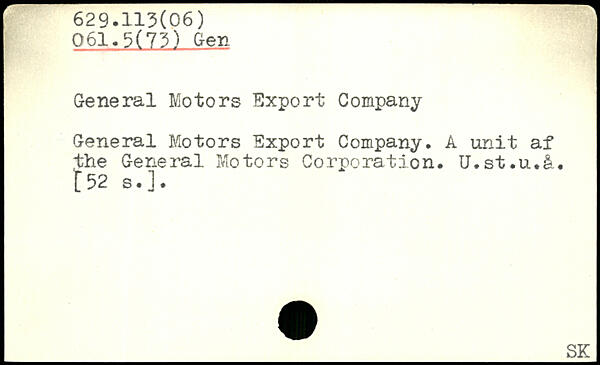 629.113(06)
061.5(73) Gen
General Motors Export Company
General Motors Export Company. A unit af
the General Motors Corporation. U.st.u.å.
[52 s.].
SK